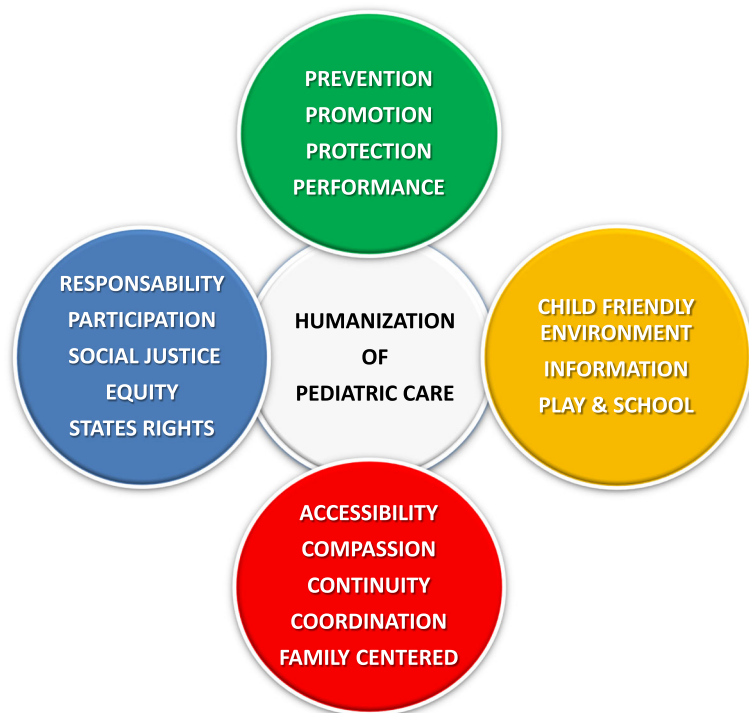 PREVENTION
PROMOTION
PROTECTION
PERFORMANCE
RESPONSABILITY
PARTICIPATION
SOCIAL JUSTICE
EQUITY
STATES RIGHTS
HUMANIZATION
OF
PEDIATRIC CARE
CHILD FRIENDLY
ENVIRONMENT
INFORMATION
PLAY & SCHOOL
ACCESSIBILITY
COMPASSION
CONTINUITY
COORDINATION
FAMILY CENTERED